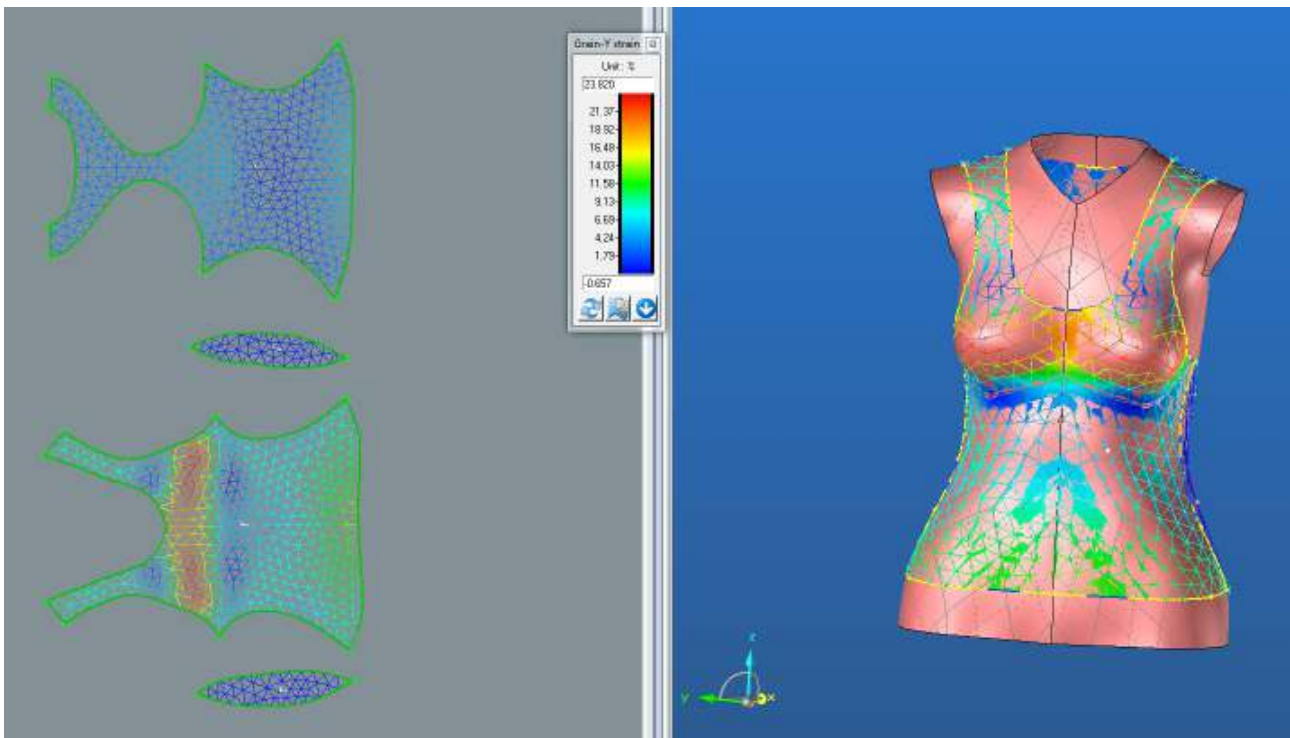 Grain-Y strain
Unit: %
23.820
21.37
18.92
16.48
14.03
11.58
9.13
6.69
4.24
1.79
-0.657
z
y
x